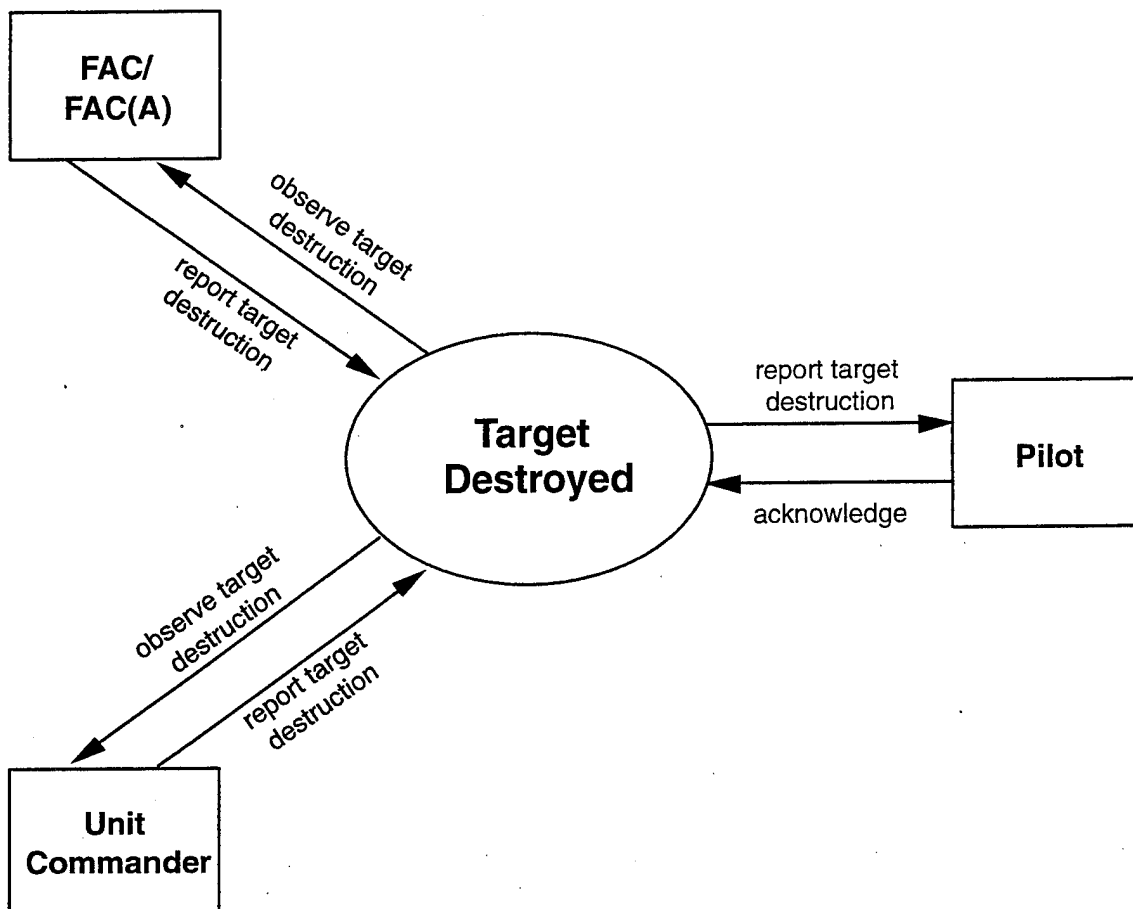 FAC/
FAC(A)
observe target
destruction
report target
destruction
Target
Destroyed
report target
destruction
Pilot
acknowledge
observe target
destruction
report target
destruction
Unit
Commander